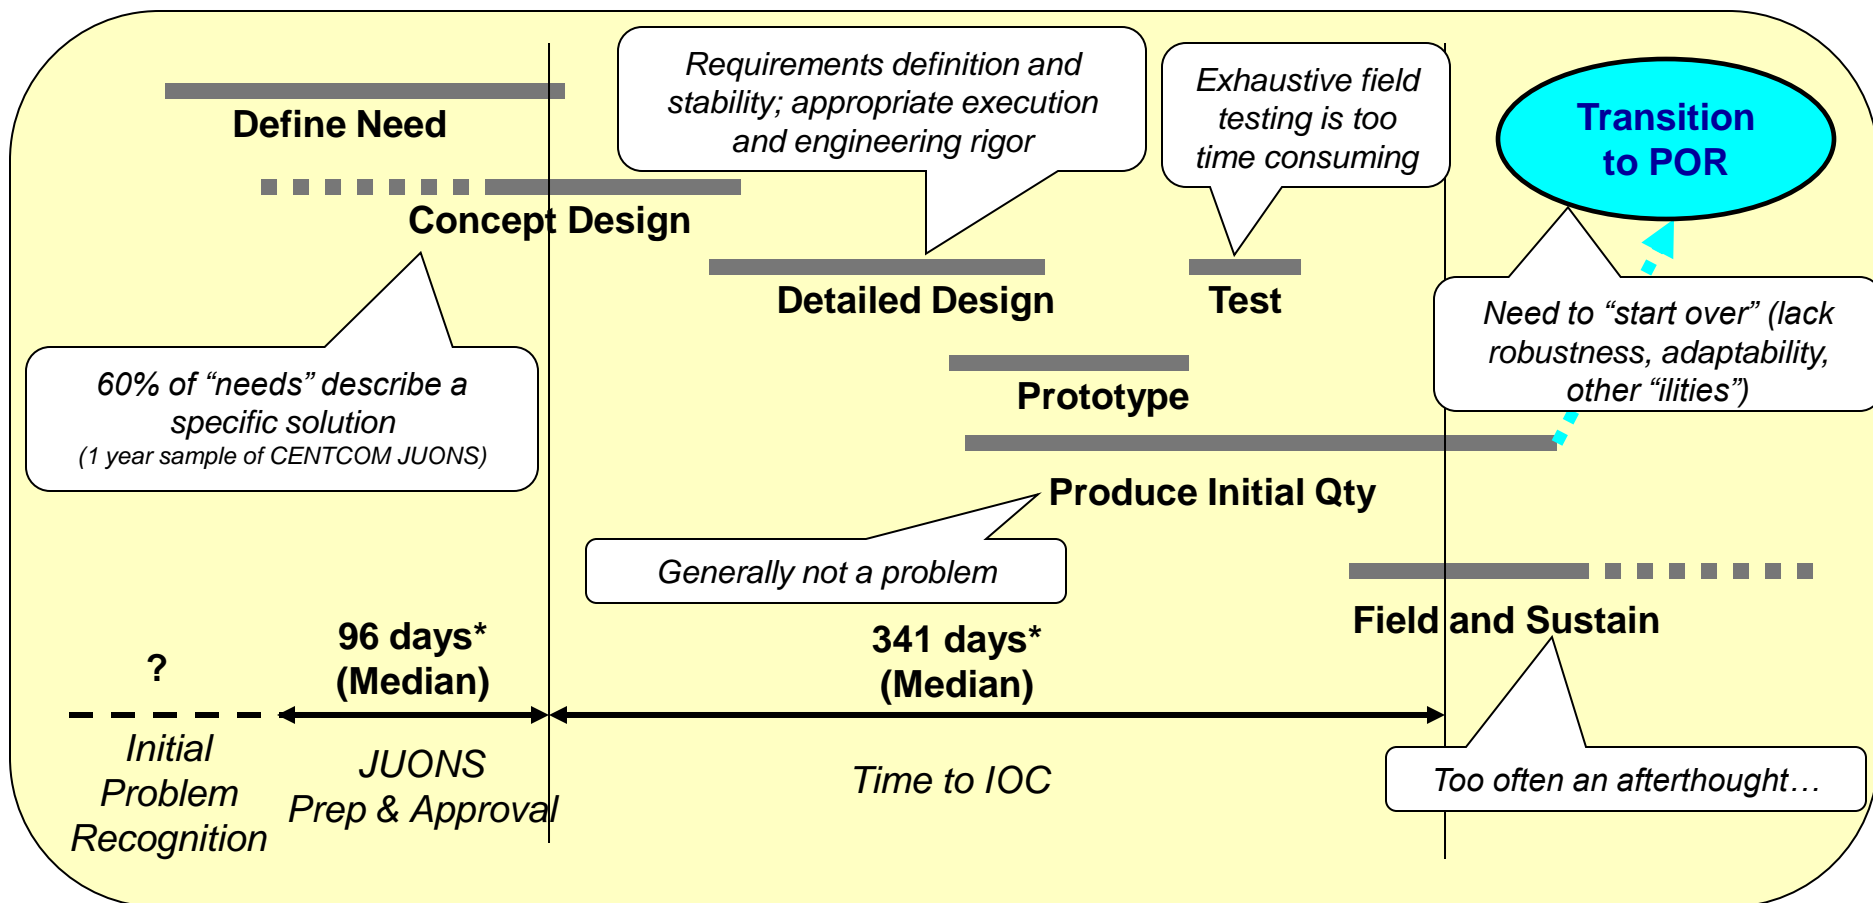 Define Need
Requirements definition and
stability; appropriate execution
and engineering rigor
Exhaustive field
testing is too
time consuming
Transition
to POR
Concept Design
Detailed Design
Test
Need to “start over” (lack
robustness, adaptability,
other “ilities”)
60% of “needs” describe a
specific solution
(1 year sample of CENTCOM JUONS)
Prototype
Produce Initial Qty
Generally not a problem
Field and Sustain
?
96 days*
(Median)
341 days*
(Median)
Initial
Problem
Recognition
JUONS
Prep & Approval
Time to IOC
Too often an afterthought…